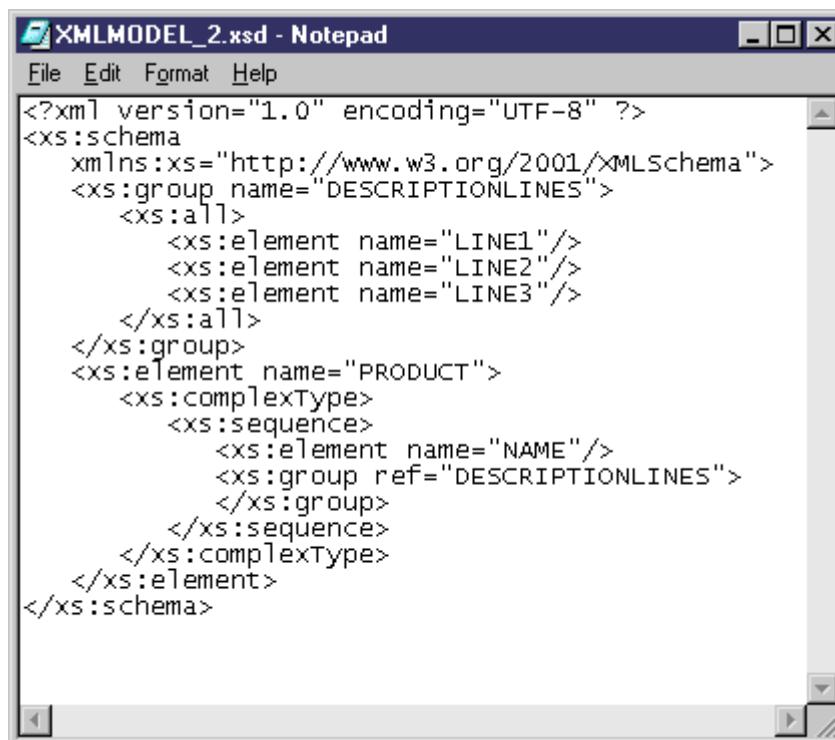 XMLMODEL_2.xsd - Notepad
File Edit Format Help
<?xml version="1.0" encoding="UTF-8" ?>
<xs:schema
   xmlns:xs="http://www.w3.org/2001/XMLSchema">
   <xs:group name="DESCRIPTIONLINES">
      <xs:all>
         <xs:element name="LINE1"/>
         <xs:element name="LINE2"/>
         <xs:element name="LINE3"/>
      </xs:all>
   </xs:group>
   <xs:element name="PRODUCT">
      <xs:complexType>
         <xs:sequence>
            <xs:element name="NAME"/>
            <xs:group ref="DESCRIPTIONLINES">
            </xs:group>
         </xs:sequence>
      </xs:complexType>
   </xs:element>
</xs:schema>